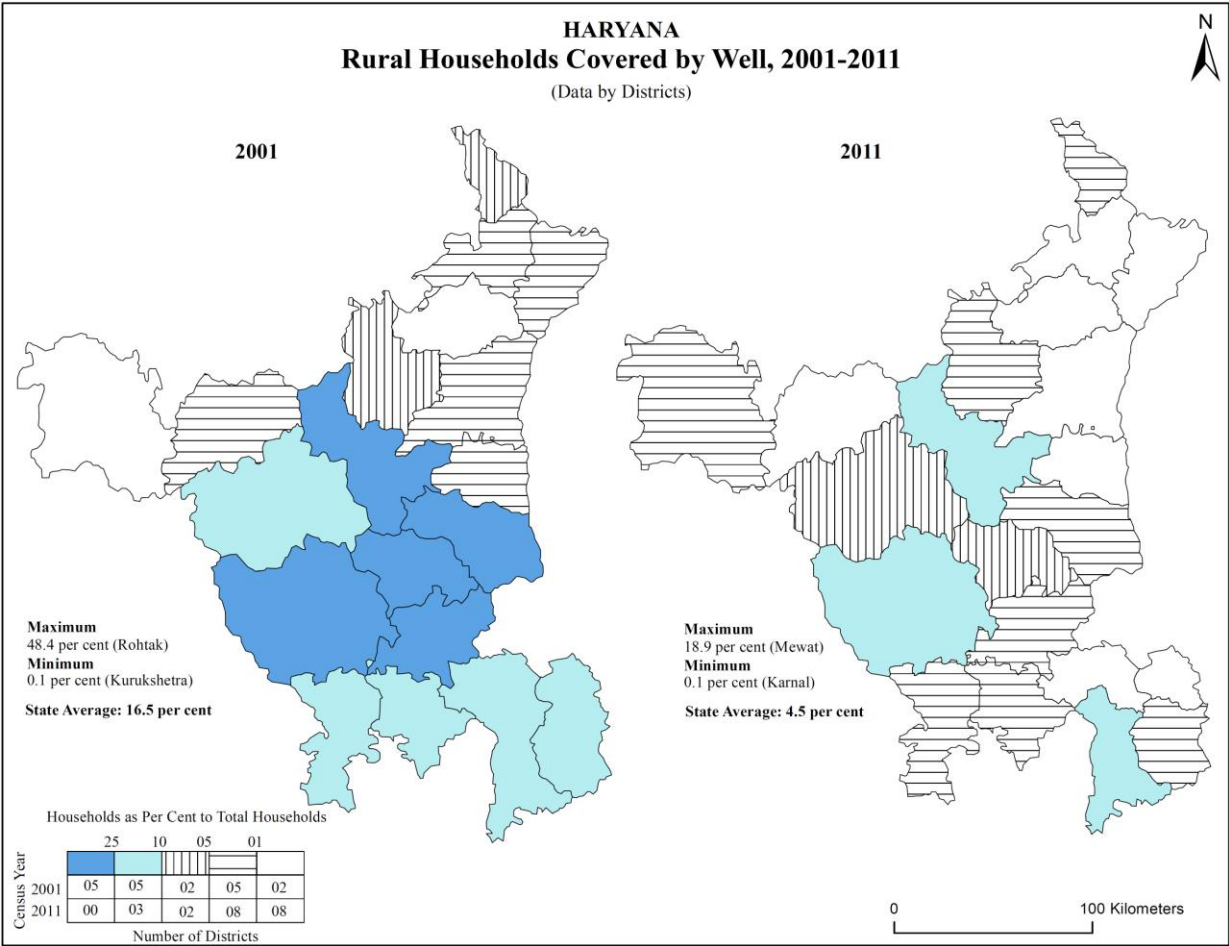 HARYANA
Rural Households Covered by Well, 2001-2011
(Data by Districts)
N
2001
2011
Maximum
48.4 per cent (Rohtak)
Minimum
0.1 per cent (Kurukshetra)
State Average: 16.5 per cent
Maximum
18.9 per cent (Mewat)
Minimum
0.1 per cent (Karnal)
State Average: 4.5 per cent
Households as Per Cent to Total Households
25 10 05 01
Census Year
2001 05 05 02 05 02
2011 00 03 02 08 08
Number of Districts
0 100 Kilometers